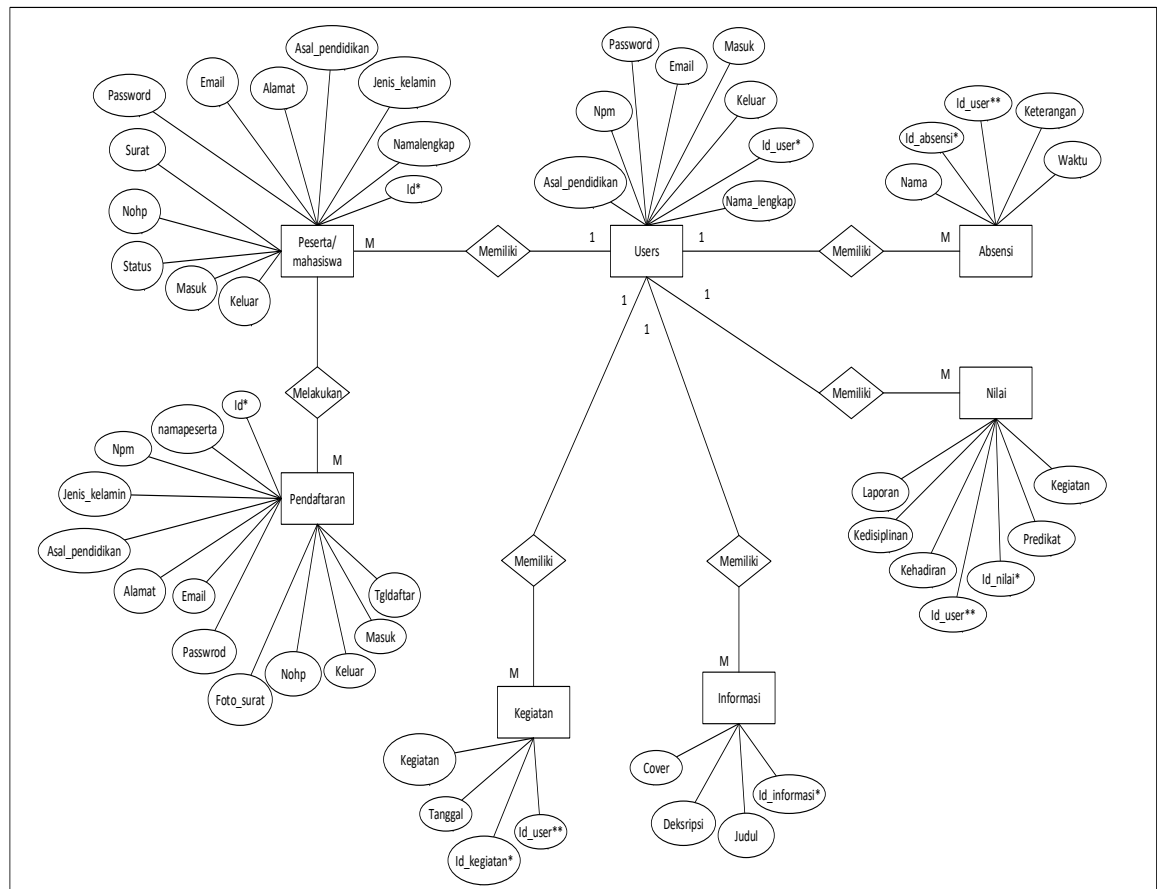 Asal_pendidikan
Email
Alamat
Jenis_kelamin
Password
Surat
Namalengkap
Id*
Nohp
Status
Masuk
Keluar
Peserta/
mahasiswa
M
Memiliki
1
Password
Masuk
Email
Npm
Keluar
Id_user*
Asal_pendidikan
Nama_lengkap
Users
1
Memiliki
M
Id_user**
Keterangan
Id_absensi*
Waktu
Nama
Absensi
1
1
1
Memiliki
M
Nilai
Laporan
Kegiatan
Kedisiplinan
Predikat
Kehadiran
Id_nilai*
Id_user**
Melakukan
M
Id*
namapeserta
Npm
Jenis_kelamin
Pendaftaran
Asal_pendidikan
Alamat
Email
Passwrod
Foto_surat
Nohp
Keluar
Masuk
Tgldaftar
Memiliki
M
Kegiatan
Kegiatan
Tanggal
Id_kegiatan*
Id_user**
Memiliki
M
Informasi
Cover
Deksripsi
Judul
Id_informasi*